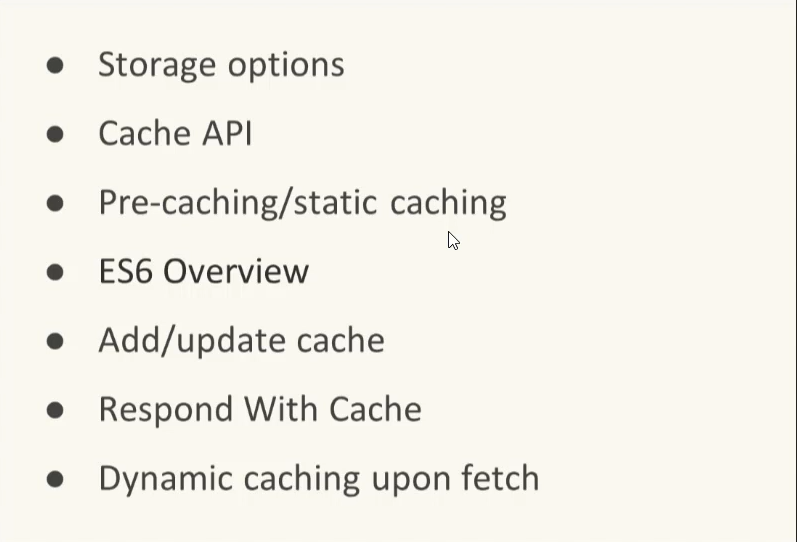 ● Storage options
● Cache API
● Pre-caching/static caching
● ES6 Overview
● Add/update cache
● Respond With Cache
● Dynamic caching upon fetch